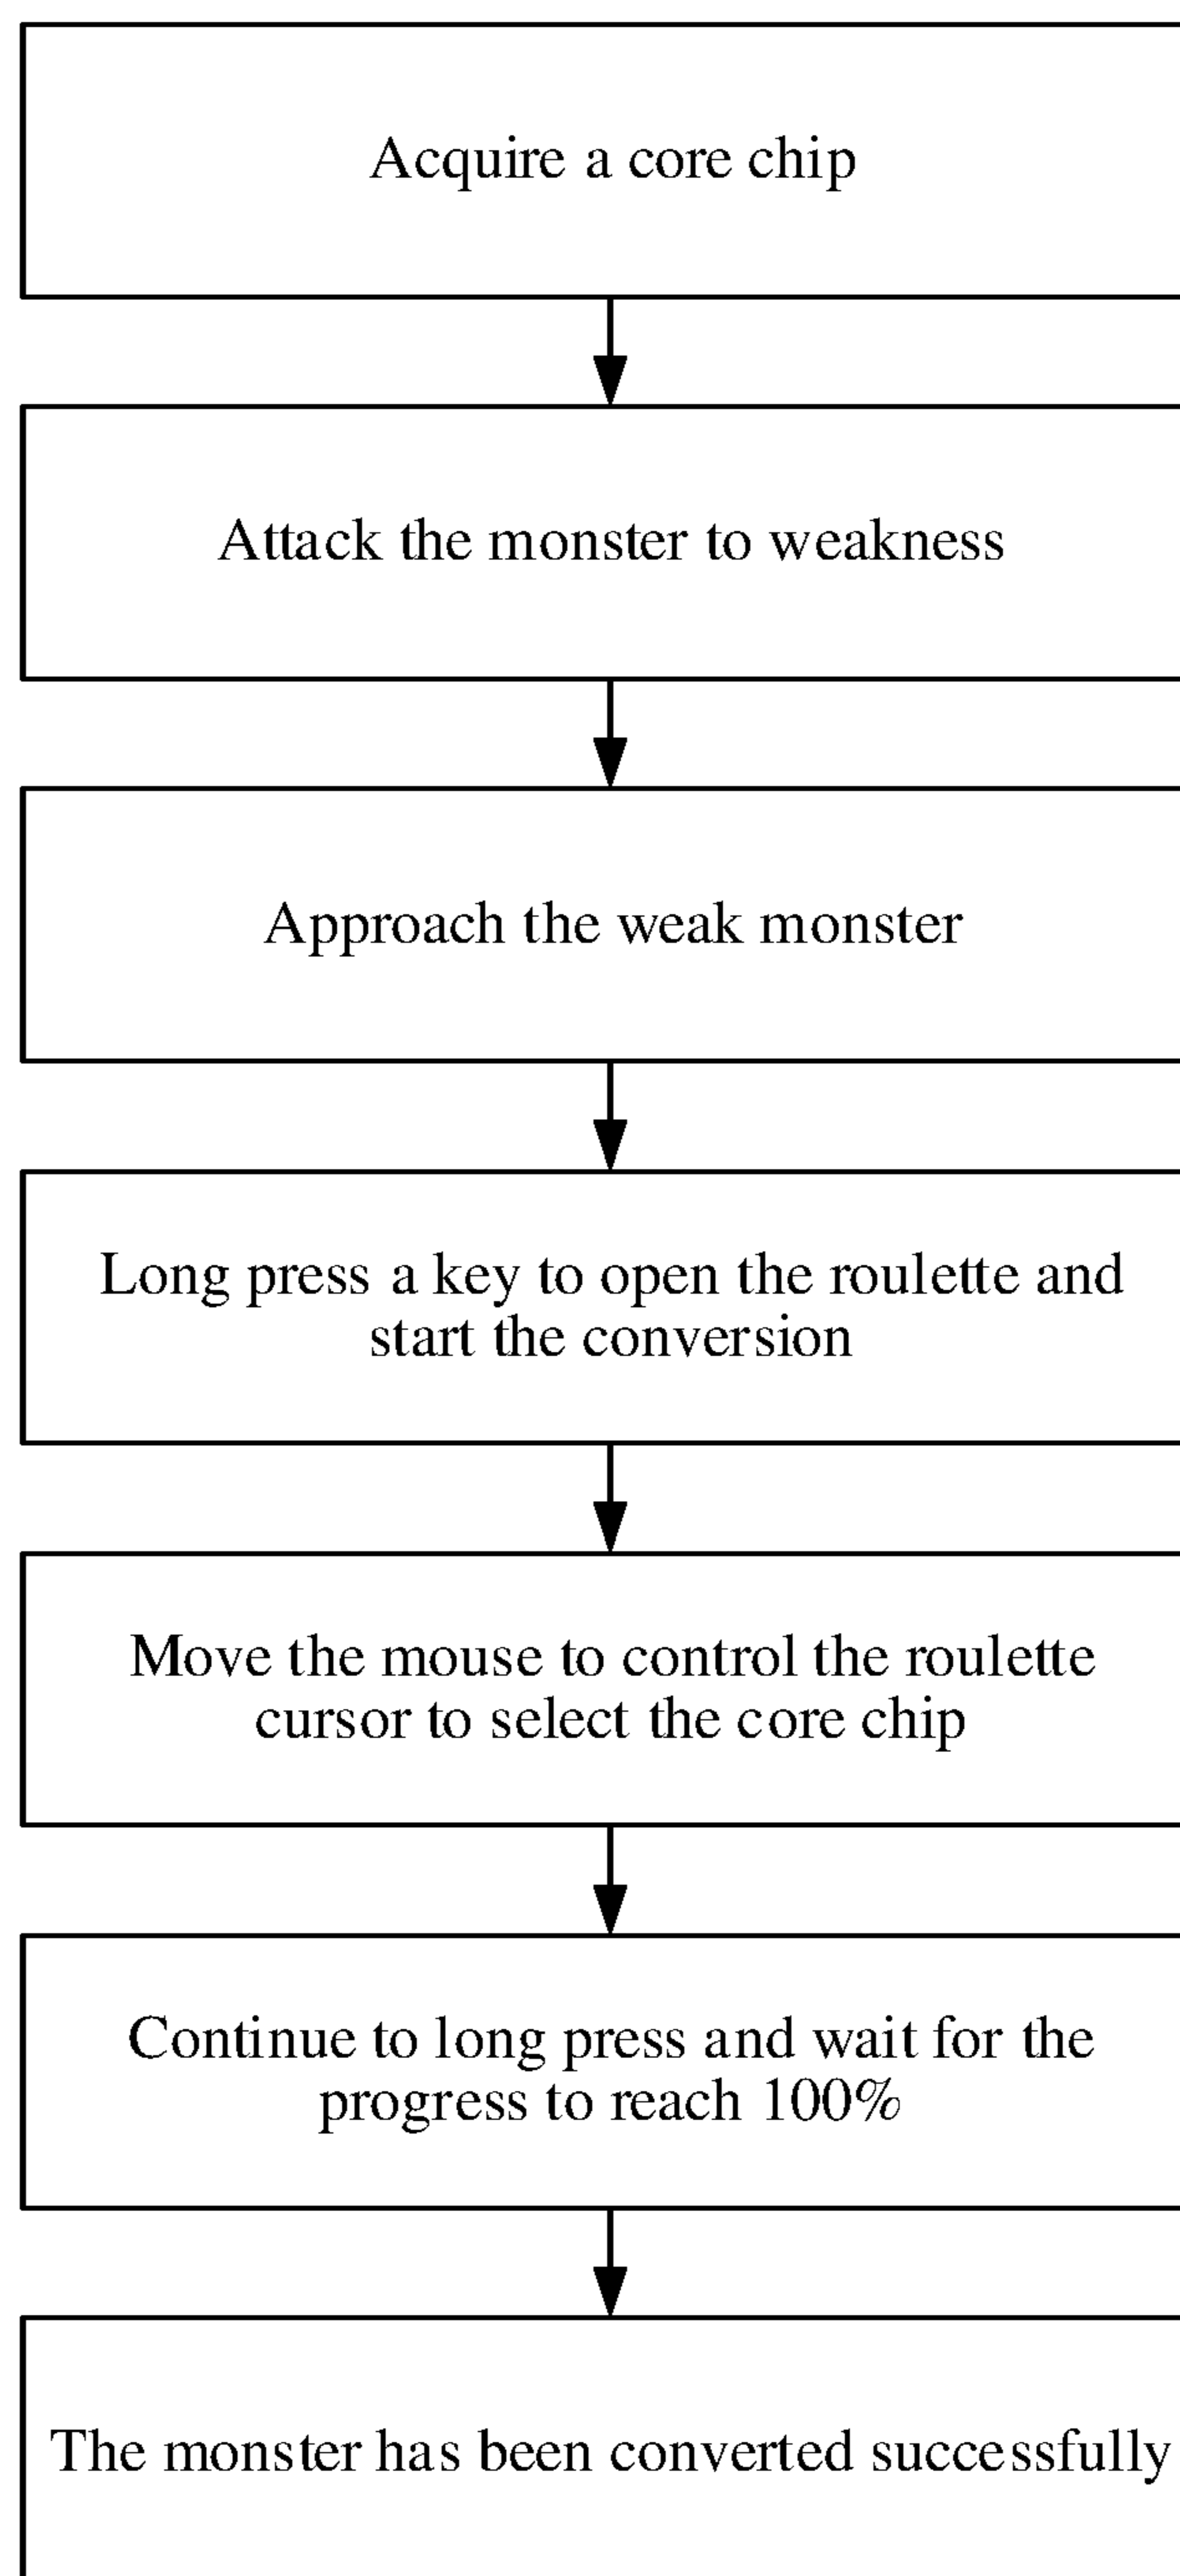 Acquire a core chip
Attack the monster to weakness
Approach the weak monster
Long press a key to open the roulette and
start the conversion
Move the mouse to control the roulette
cursor to select the core chip
Continue to long press and wait for the
progress to reach 100%
The monster has been converted successfully